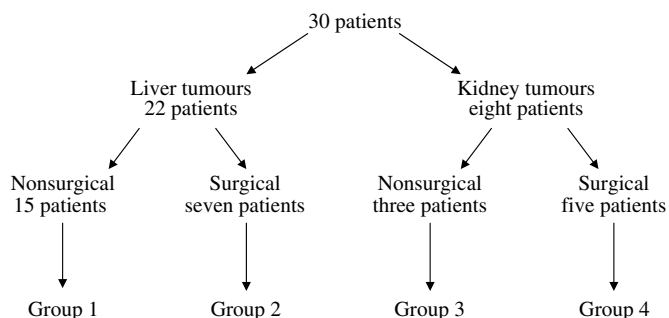 30 patients
Liver tumours
22 patients
Kidney tumours
eight patients
Nonsurgical
15 patients
Surgical
seven patients
Nonsurgical
three patients
Surgical
five patients
Group 1
Group 2
Group 3
Group 4